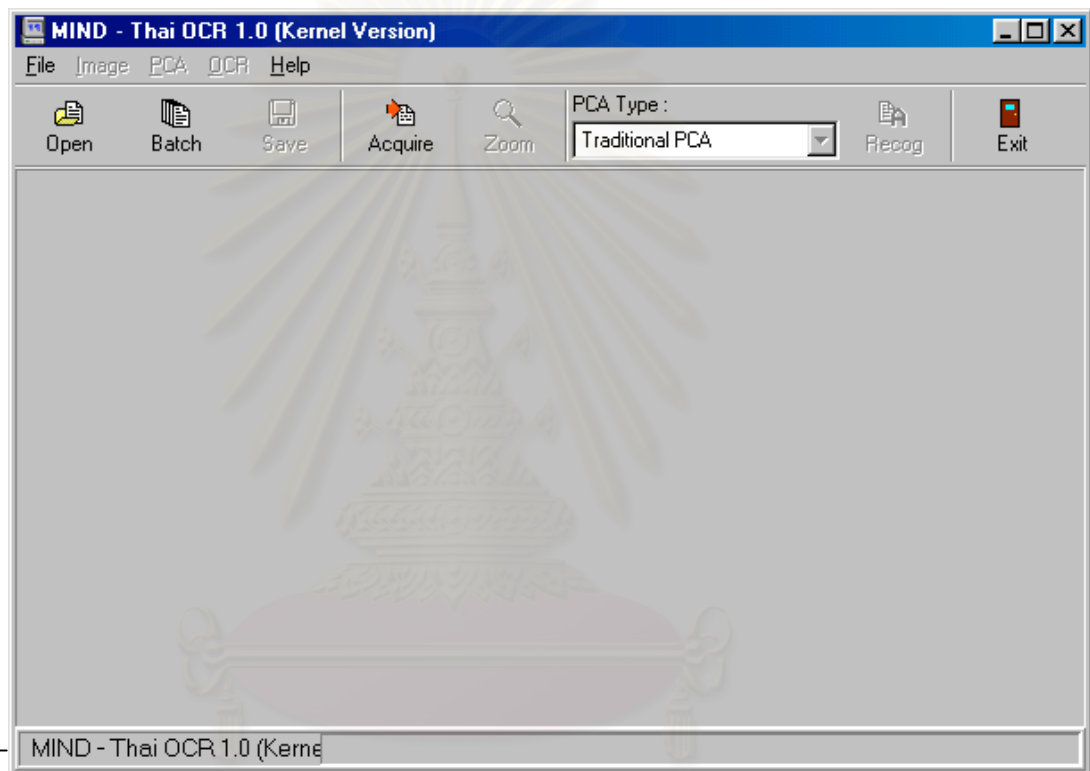 MIND - Thai OCR 1.0 (Kernel Version)
File Image PCA OCR Help
Open Batch Save Acquire Zoom PCA Type : Traditional PCA Recog Exit
MIND - Thai OCR 1.0 (Kerne